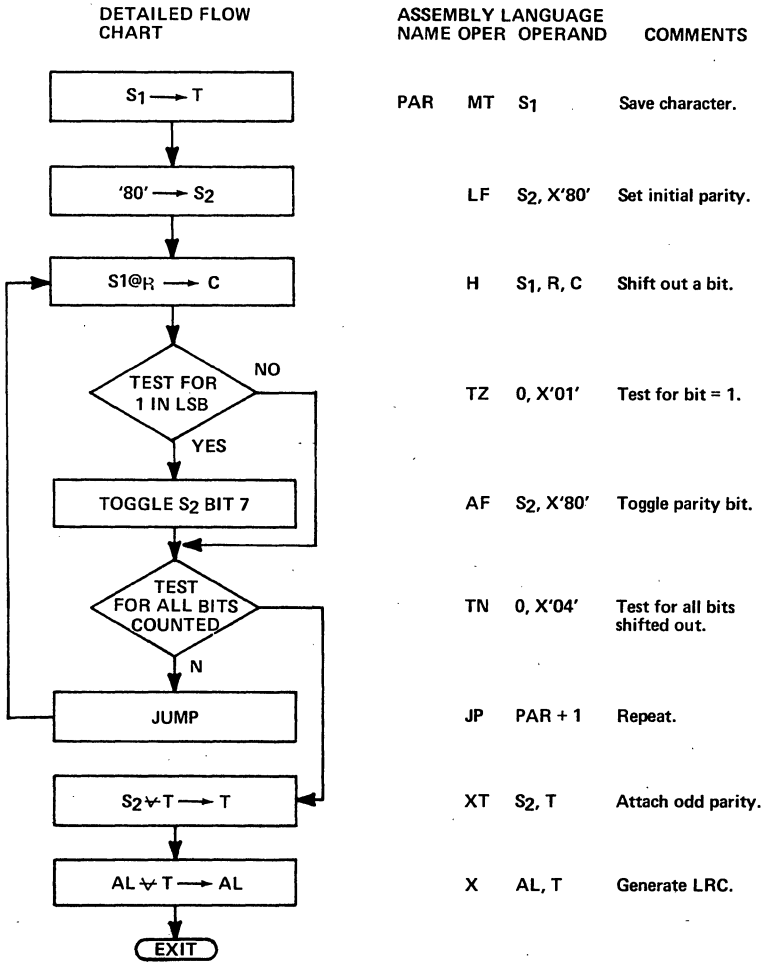 DETAILED FLOW
CHART
ASSEMBLY LANGUAGE
NAME OPER OPERAND COMMENTS
S1 → T
PAR MT S1 Save character.
'80' → S2
LF S2, X'80' Set initial parity.
S1@R → C
H S1, R, C Shift out a bit.
TEST FOR
1 IN LSB
NO
YES
TZ 0, X'01' Test for bit = 1.
TOGGLE S2 BIT 7
AF S2, X'80' Toggle parity bit.
TEST
FOR ALL BITS
COUNTED
N
TN 0, X'04' Test for all bits
shifted out.
JUMP
JP PAR + 1 Repeat.
S2 ⊻ T → T
XT S2, T Attach odd parity.
AL ⊻ T → AL
X AL, T Generate LRC.
EXIT